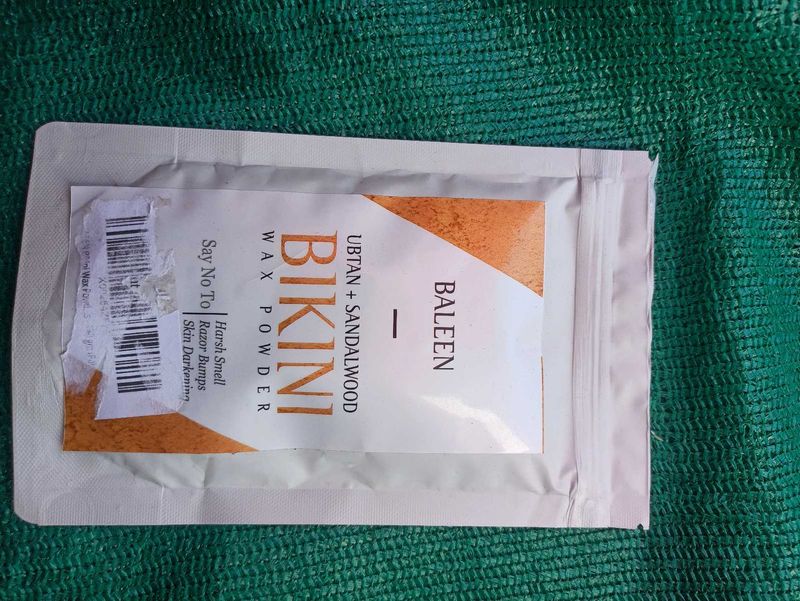 BALEEN
UBTAN + SANDALWOOD
BIKINI
WAX POWDER
Say No To
Harsh Smell
Razor Bumps
Skin Darkening